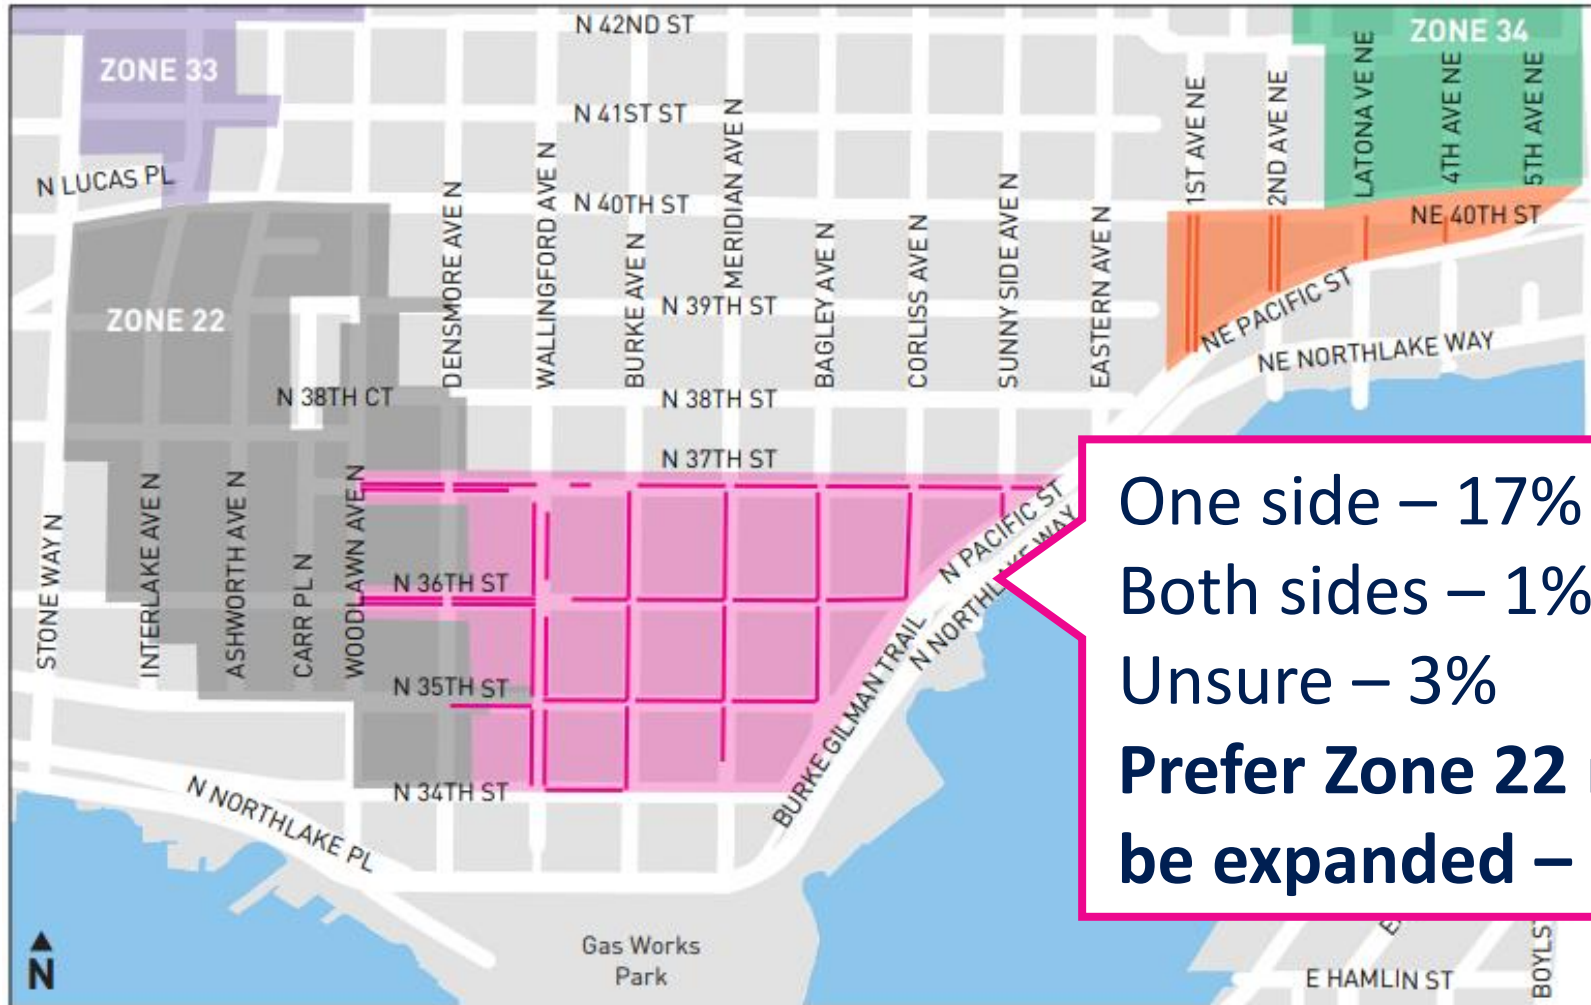 N 42ND ST
ZONE 34
ZONE 33
N 41ST ST
N LUCAS PL
N 40TH ST
NE 40TH ST
DENSMORE AVE N
WALLINGFORD AVE N
BURKE AVE N
MERIDIAN AVE N
BAGLEY AVE N
CORLISS AVE N
SUNNY SIDE AVE N
EASTERN AVE N
1ST AVE NE
2ND AVE NE
LATONA AVE NE
4TH AVE NE
5TH AVE NE
ZONE 22
N 39TH ST
NE PACIFIC ST
NE NORTHLAKE WAY
N 38TH CT
N 38TH ST
N 37TH ST
STONE WAY N
INTERLAKE AVE N
ASHWORTH AVE N
CARR PL N
WOODLAWN AVE N
N 36TH ST
N PACIFIC ST
N NORTHLAKE WAY
BURKE GILMAN TRAIL
N 35TH ST
N 34TH ST
N NORTHLAKE PL
One side – 17%
Both sides – 1%
Unsure – 3%
Prefer Zone 22
be expanded –
Gas Works
Park
N
E HAMLIN ST
BOYLS